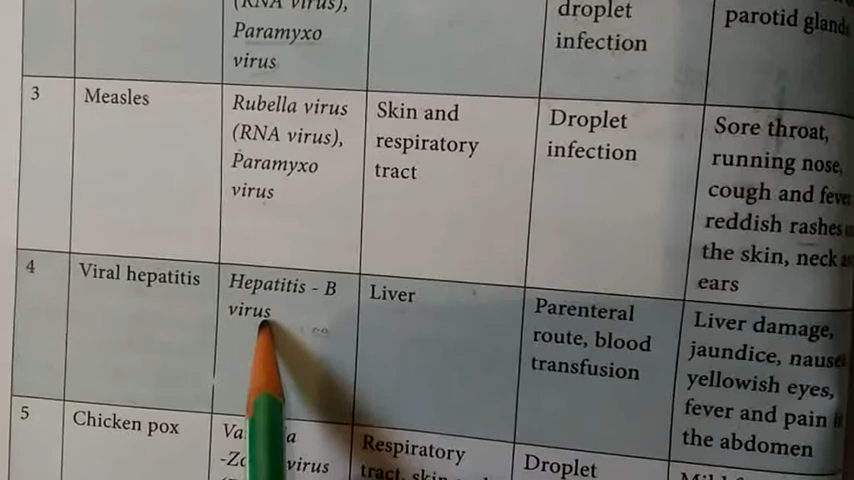 (RNA virus),
Paramyxo
virus
droplet
infection
parotid glands
3
Measles
Rubella virus
(RNA virus),
Paramyxo
virus
Skin and
respiratory
tract
Droplet
infection
Sore throat,
running nose,
cough and fever
reddish rashes
the skin, neck
ears
4
Viral hepatitis
Hepatitis - B
virus
Liver
Parenteral
route, blood
transfusion
Liver damage,
jaundice, nause
yellowish eyes,
fever and pain
the abdomen
5
Chicken pox
virus
Respiratory
tract, skin
Droplet